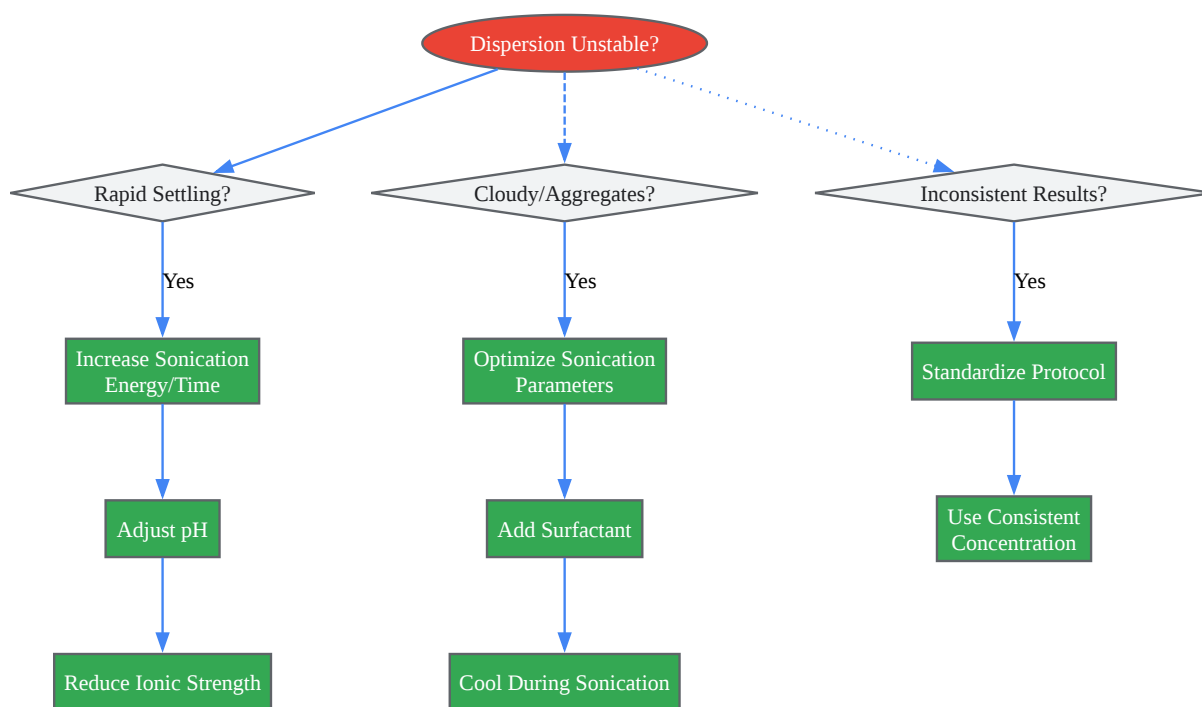 Dispersion Unstable?
Rapid Settling?
Cloudy/Aggregates?
Inconsistent Results?
Yes
Yes
Yes
Increase Sonication
Energy/Time
Optimize Sonication
Parameters
Standardize Protocol
Adjust pH
Add Surfactant
Use Consistent
Concentration
Reduce Ionic Strength
Cool During Sonication